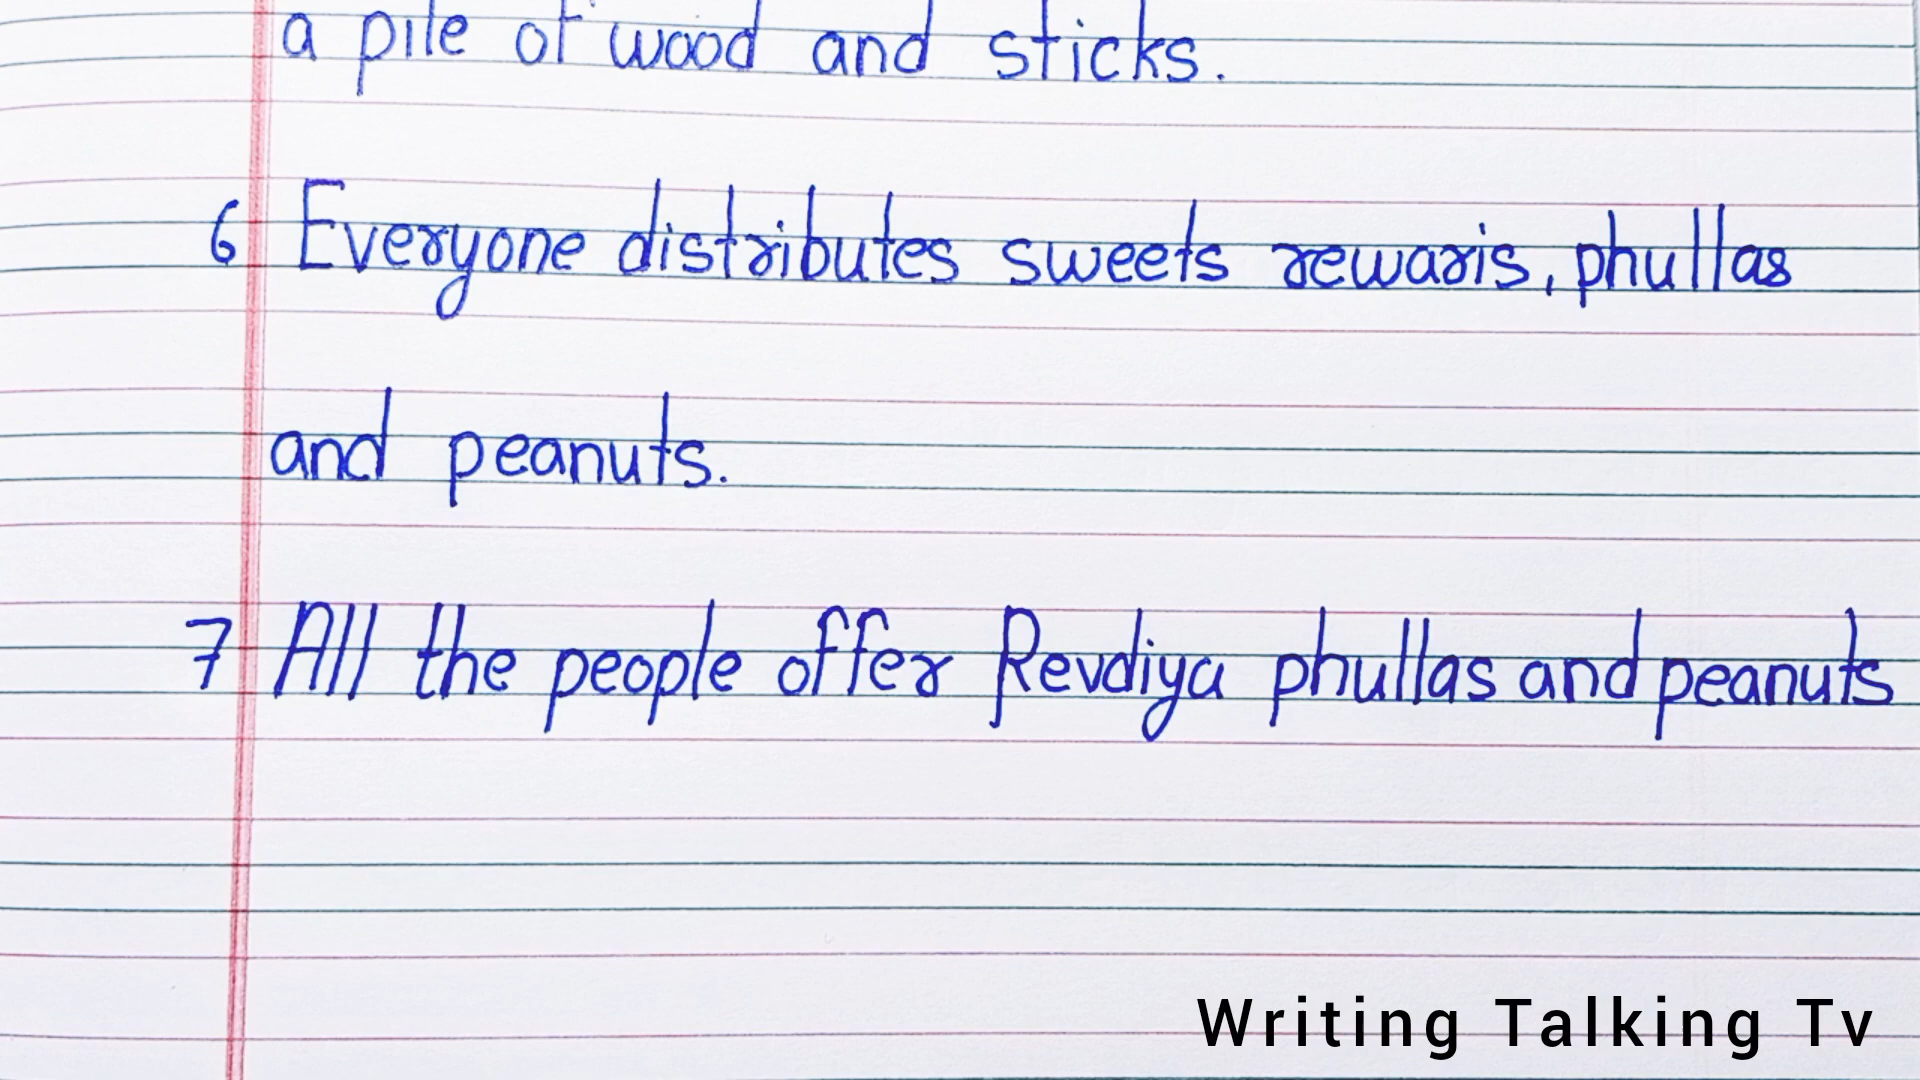 a pile of wood and sticks.
6 Everyone distributes sweets rewaris, phullas
and peanuts.
7 All the people offer Revdiya phullas and peanuts
Writing Talking Tv